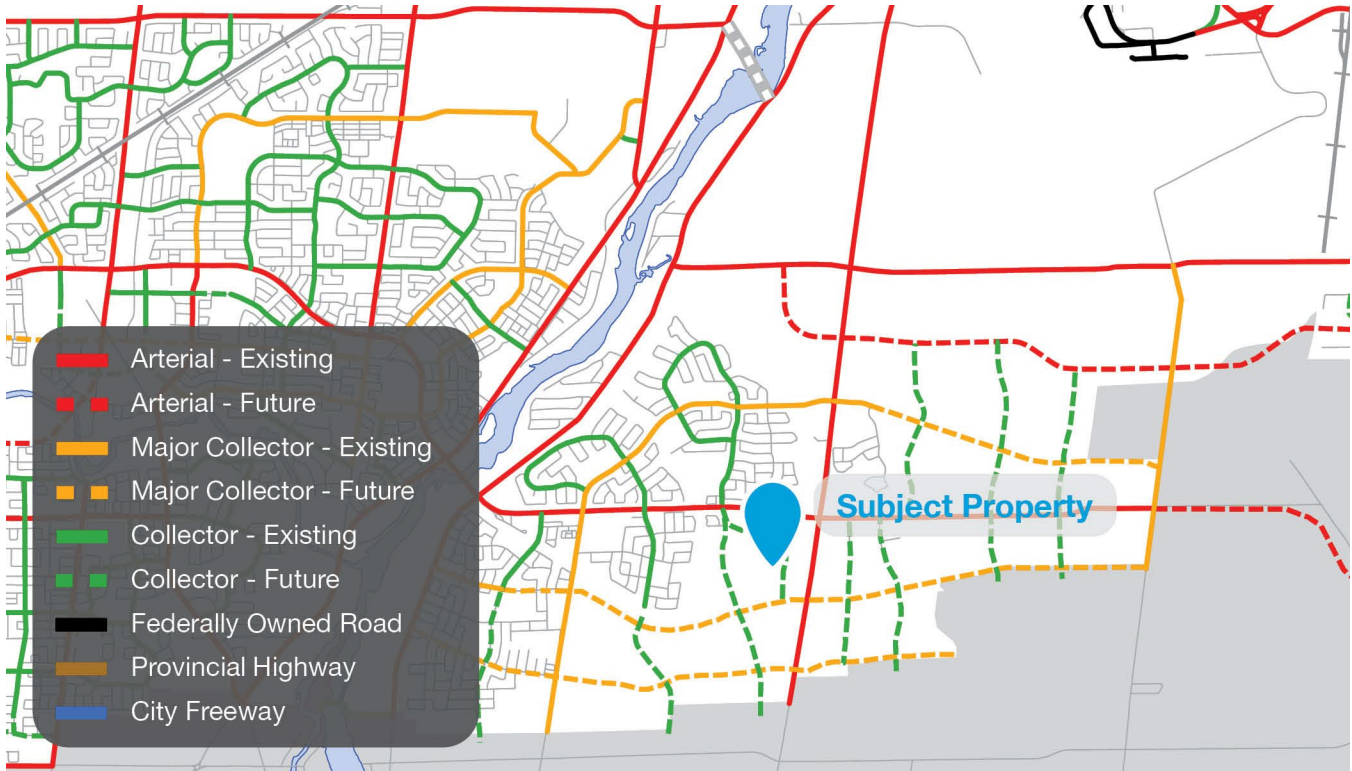 Arterial - Existing
Arterial - Future
Major Collector - Existing
Major Collector - Future
Collector - Existing
Collector - Future
Federally Owned Road
Provincial Highway
City Freeway
Subject Property